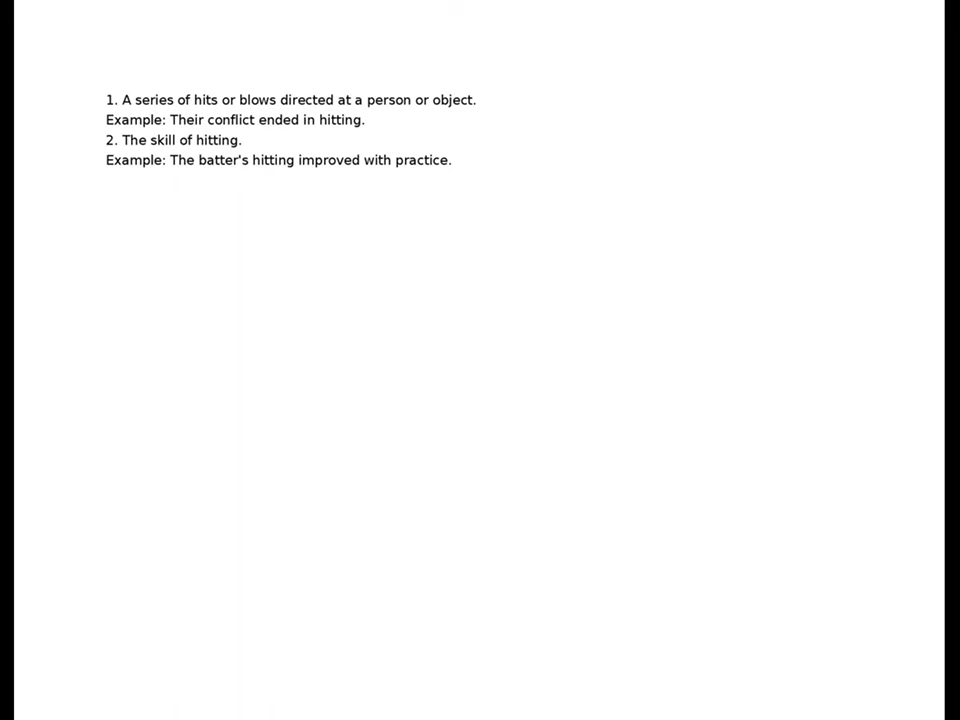 1. A series of hits or blows directed at a person or object.
Example: Their conflict ended in hitting.
2. The skill of hitting.
Example: The batter's hitting improved with practice.